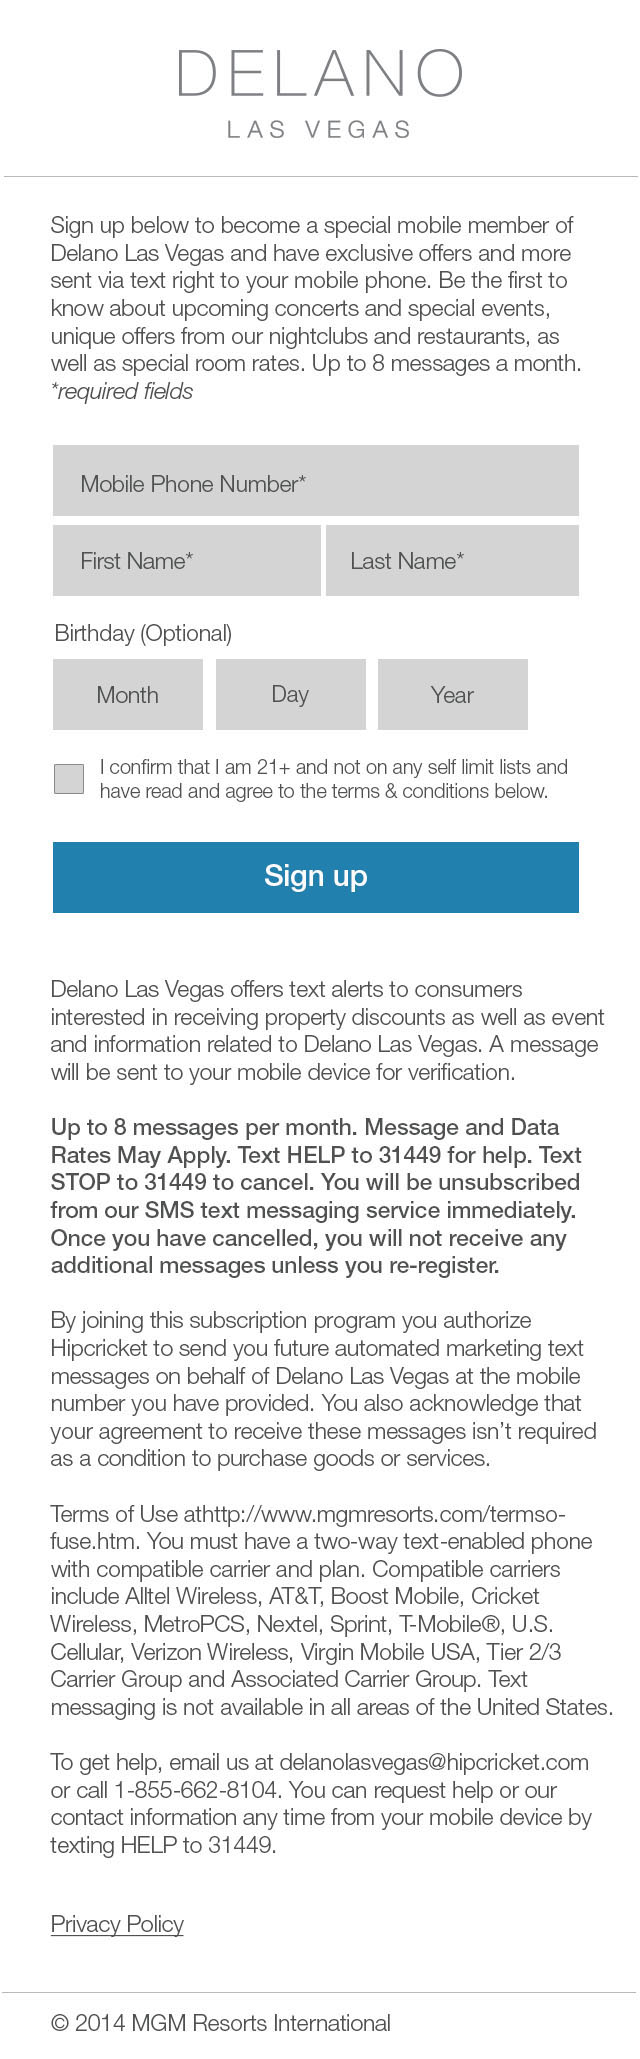 DELANO
LAS VEGAS
Sign up below to become a special mobile member of
Delano Las Vegas and have exclusive offers and more
sent via text right to your mobile phone. Be the first to
know about upcoming concerts and special events,
unique offers from our nightclubs and restaurants, as
well as special room rates. Up to 8 messages a month.
*required fields
Mobile Phone Number*
First Name* Last Name*
Birthday (Optional)
Month Day Year
I confirm that I am 21+ and not on any self limit lists and
have read and agree to the terms & conditions below.
Sign up
Delano Las Vegas offers text alerts to consumers
interested in receiving property discounts as well as event
and information related to Delano Las Vegas. A message
will be sent to your mobile device for verification.
Up to 8 messages per month. Message and Data
Rates May Apply. Text HELP to 31449 for help. Text
STOP to 31449 to cancel. You will be unsubscribed
from our SMS text messaging service immediately.
Once you have cancelled, you will not receive any
additional messages unless you re-register.
By joining this subscription program you authorize
Hipcricket to send you future automated marketing text
messages on behalf of Delano Las Vegas at the mobile
number you have provided. You also acknowledge that
your agreement to receive these messages isn’t required
as a condition to purchase goods or services.
Terms of Use athttp://www.mgmresorts.com/termso-
fuse.htm. You must have a two-way text-enabled phone
with compatible carrier and plan. Compatible carriers
include Alltel Wireless, AT&T, Boost Mobile, Cricket
Wireless, MetroPCS, Nextel, Sprint, T-Mobile®, U.S.
Cellular, Verizon Wireless, Virgin Mobile USA, Tier 2/3
Carrier Group and Associated Carrier Group. Text
messaging is not available in all areas of the United States.
To get help, email us at delanolasvegas@hipcricket.com
or call 1-855-662-8104. You can request help or our
contact information any time from your mobile device by
texting HELP to 31449.
Privacy Policy
© 2014 MGM Resorts International